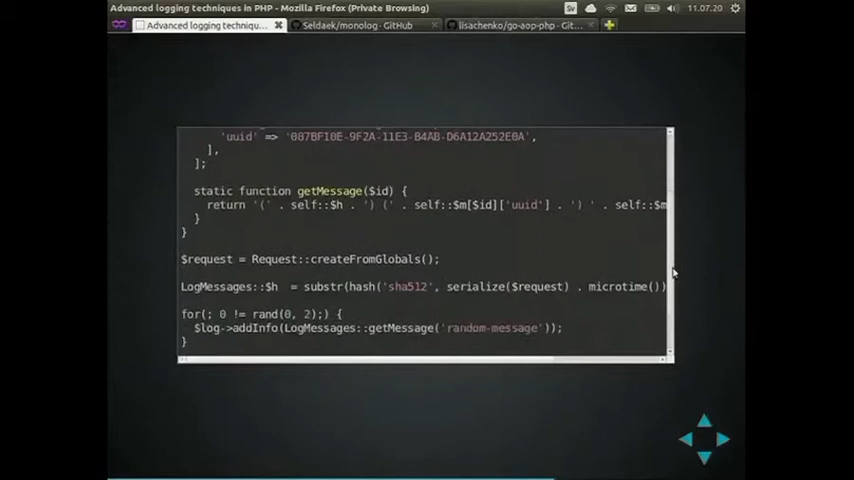 Advanced logging techniques in PHP - Mozilla Firefox (Private Browsing)
Sv
11.07.20
Advanced logging techniqu...
Seldaek/monolog · GitHub
lisachenko/go-aop-php · Git...
'uuid' => '087BF10E-9F2A-11E3-B4AB-D6A12A252E0A',
],
];
static function getMessage($id) {
return '(' . self::$h . ') (' . self::$m[$id]['uuid'] . ') ' . self::$m
}
}
$request = Request::createFromGlobals();
LogMessages::$h = substr(hash('sha512', serialize($request) . microtime())
for(; 0 != rand(0, 2);) {
$log->addInfo(LogMessages::getMessage('random-message'));
}